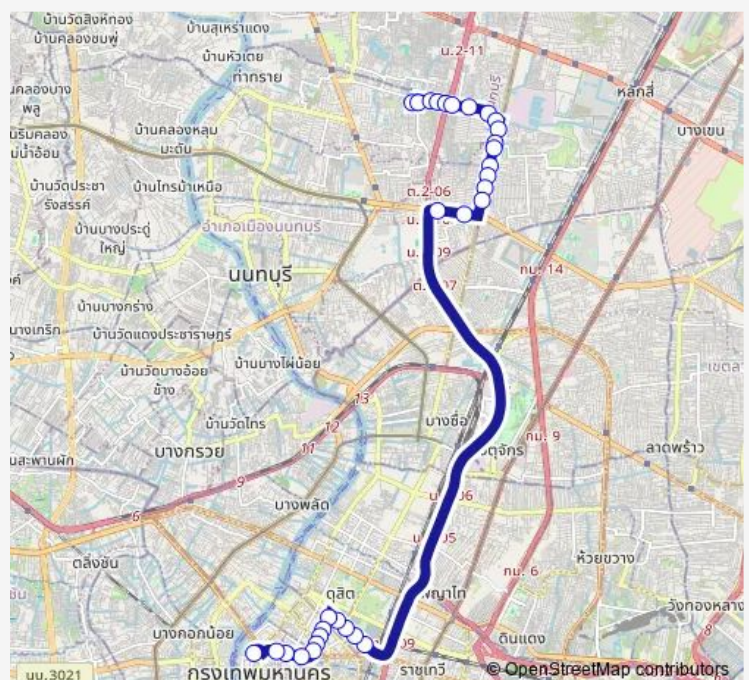 บ้านวัดสิงห์ทอง
บ้านคลองชมพู่
บ้านสุเหร่าแดง
บ้านหัวเตย
ท่าทราย
น.2-11
หลักสี่
บ้านคลองหลุม
มะดัน
บางเขน
บ้านวัดประชา
รังสรรค์
บ้านไทรม้าเหนือ
ต.2-06
บ้านบางประดู่
ใหญ่
อำเภอเมืองนนทบุรี
นนทบุรี
กม. 14
บ้านบางกร่าง
บ้านวัดแดงประชาราษฎร์
บ้านวัดบางอ้อย
ช้าง
บ้านบางไผ่น้อย
13
บางซื่อ
บ้านวัดไทร
12
11
กม. 9
บางกรวย
ลาดพร้าว
9
6
บางพลัด
ตลิ่งชัน
ห้วยขวาง
กม. 6
ดุสิต
พญาไท
วังทองหลาง
บางกอกน้อย
ดินแดง
8
กรุงเทพมหานคร
ราชเทวี
นบ.3021
© OpenStreetMap contributors